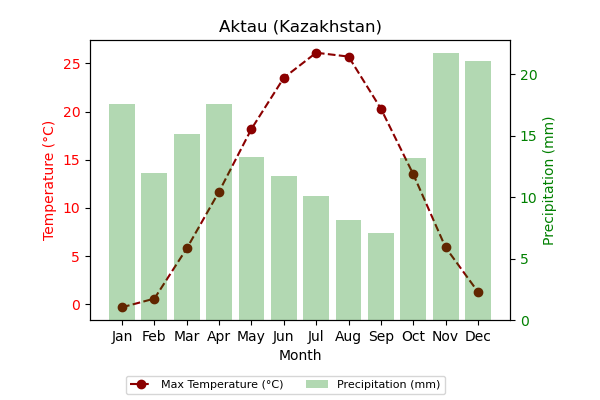 Aktau (Kazakhstan)
25
20
15
10
5
0
Temperature (°C)
20
15
10
5
0
Precipitation (mm)
Jan Feb Mar Apr May Jun Jul Aug Sep Oct Nov Dec
Month
Max Temperature (°C) Precipitation (mm)